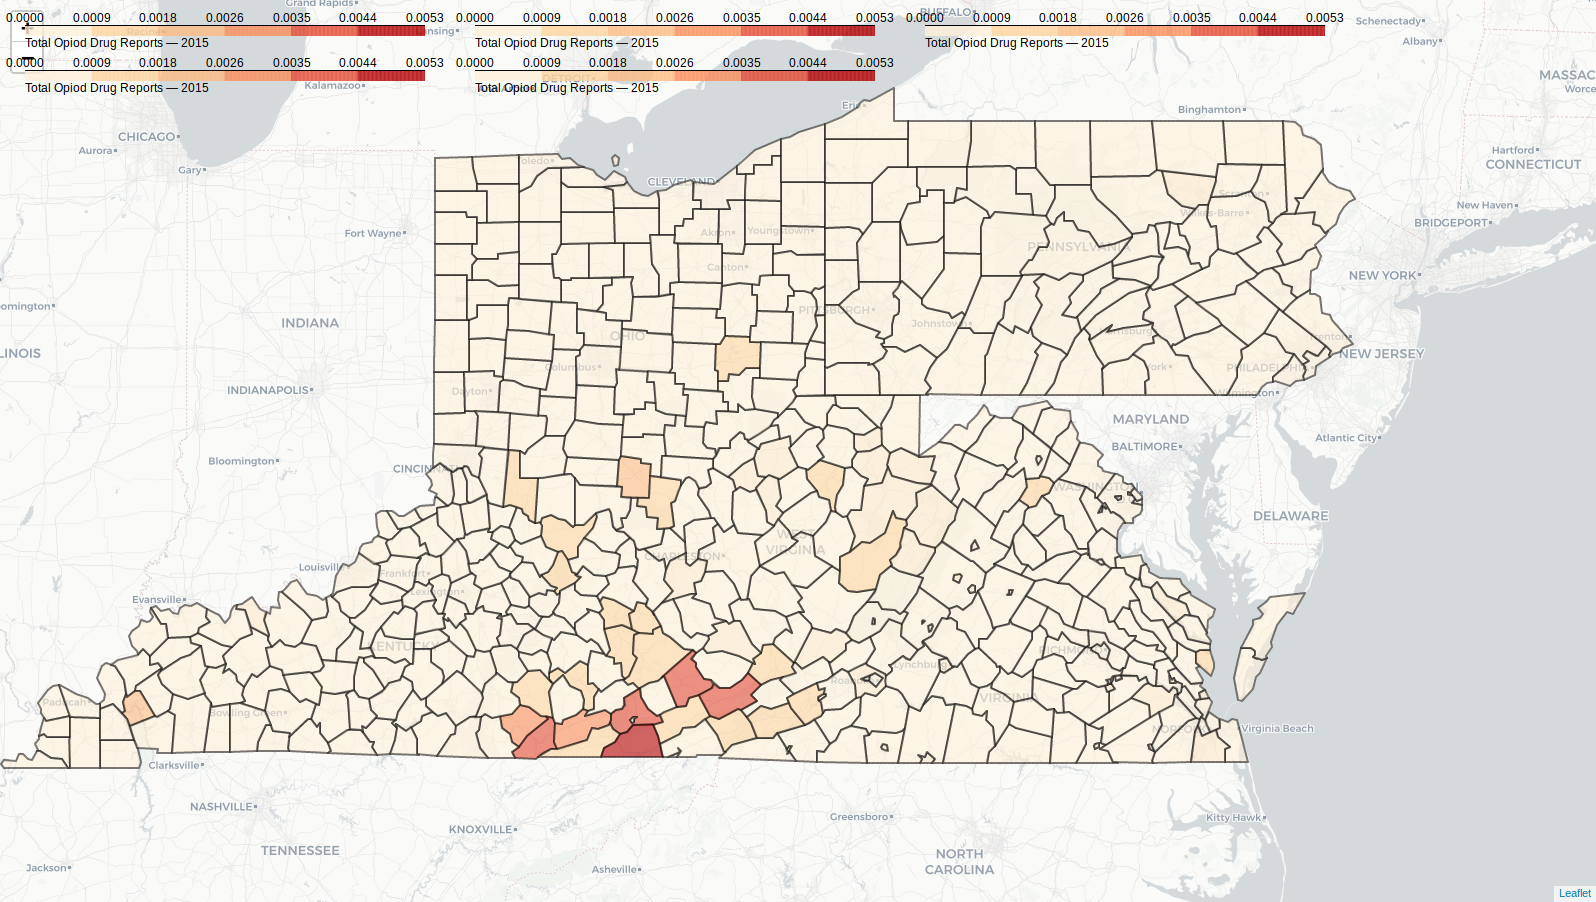 Grand Rapids
BUFFALO
Schenectady
Albany
0.0000 0.0009 0.0018 0.0026 0.0035 0.0044 0.0053
0.0000 0.0009 0.0018 0.0026 0.0035 0.0044 0.0053
0.0000 0.0009 0.0018 0.0026 0.0035 0.0044 0.0053
Total Opiod Drug Reports — 2015
Total Opiod Drug Reports — 2015
Total Opiod Drug Reports — 2015
0.0000 0.0009 0.0018 0.0026 0.0035 0.0044 0.0053
0.0000 0.0009 0.0018 0.0026 0.0035 0.0044 0.0053
Total Opiod Drug Reports — 2015
Total Opiod Drug Reports — 2015
DETROIT
Kalamazoo
MASSAC
Worce
Erie
Binghamton
CHICAGO
Aurora
Gary
Toledo
CLEVELAND
Hartford
CONNECTICUT
Scranton
Wilkes-Barre
New Haven
BRIDGEPORT
Fort Wayne
Akron
Youngstown
Canton
PENNSYLVANIA
NEW YORK
oomington
INDIANA
OHIO
PITTSBURGH
Johnstown
Harrisburg
Trenton
LINOIS
NEW JERSEY
Columbus
York
PHILADELPHIA
INDIANAPOLIS
Dayton
Wilmington
MARYLAND
BALTIMORE
Atlantic City
Bloomington
CINCINNATI
WASHINGTON
DELAWARE
WEST
VIRGINIA
CHARLESTON
Louisville
Frankfort
Lexington
Evansville
KENTUCKY
RICHMOND
Lynchburg
Roanoke
VIRGINIA
Paducah
Bowling Green
NORFOLK
Virginia Beach
Clarksville
NASHVILLE
KNOXVILLE
Greensboro
Kitty Hawk
TENNESSEE
NORTH
CAROLINA
Jackson
Asheville
Leaflet